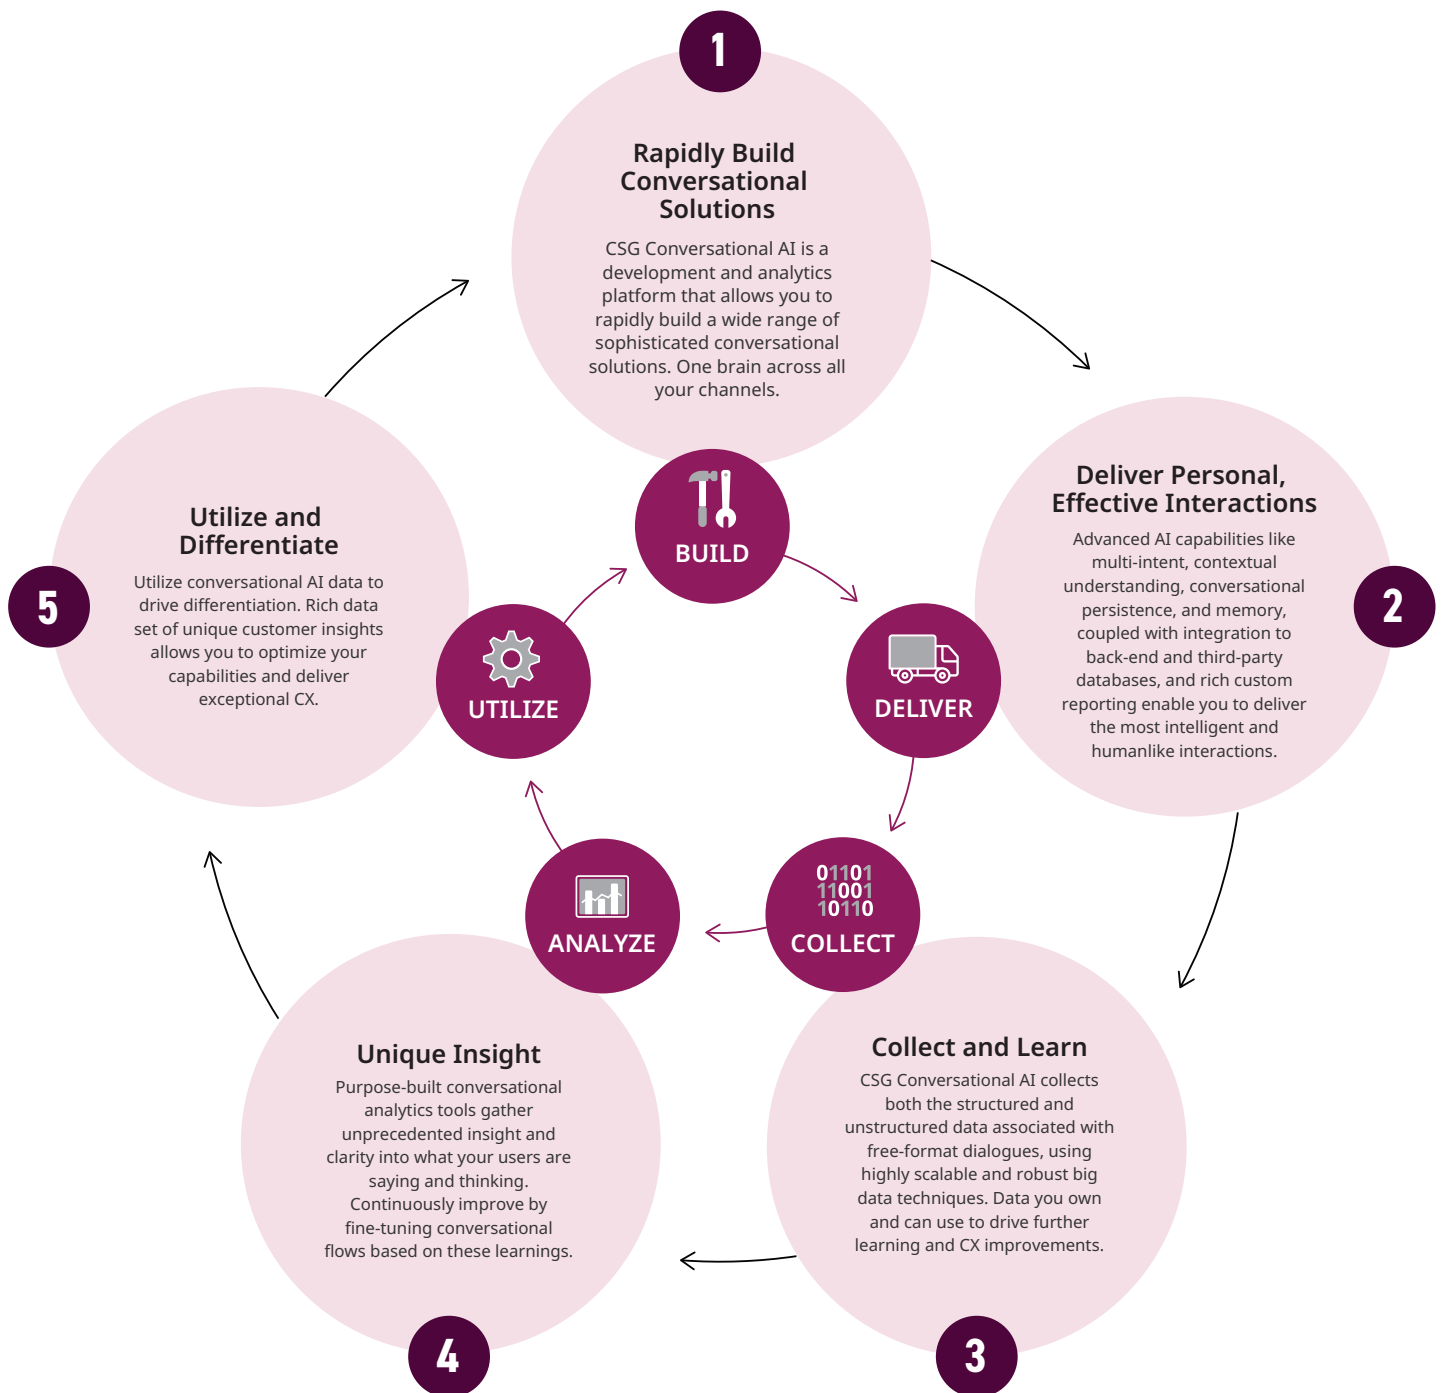 1
Rapidly Build
Conversational
Solutions
CSG Conversational AI is a
development and analytics
platform that allows you to
rapidly build a wide range of
sophisticated conversational
solutions. One brain across all
your channels.
BUILD
2
Deliver Personal,
Effective Interactions
Advanced AI capabilities like
multi-intent, contextual
understanding, conversational
persistence, and memory,
coupled with integration to
back-end and third-party
databases, and rich custom
reporting enable you to deliver
the most intelligent and
humanlike interactions.
DELIVER
3
Collect and Learn
CSG Conversational AI collects
both the structured and
unstructured data associated with
free-format dialogues, using
highly scalable and robust big
data techniques. Data you own
and can use to drive further
learning and CX improvements.
01101
11001
10110
COLLECT
4
Unique Insight
Purpose-built conversational
analytics tools gather
unprecedented insight and
clarity into what your users are
saying and thinking.
Continuously improve by
fine-tuning conversational
flows based on these learnings.
ANALYZE
5
Utilize and
Differentiate
Utilize conversational AI data to
drive differentiation. Rich data
set of unique customer insights
allows you to optimize your
capabilities and deliver
exceptional CX.
UTILIZE